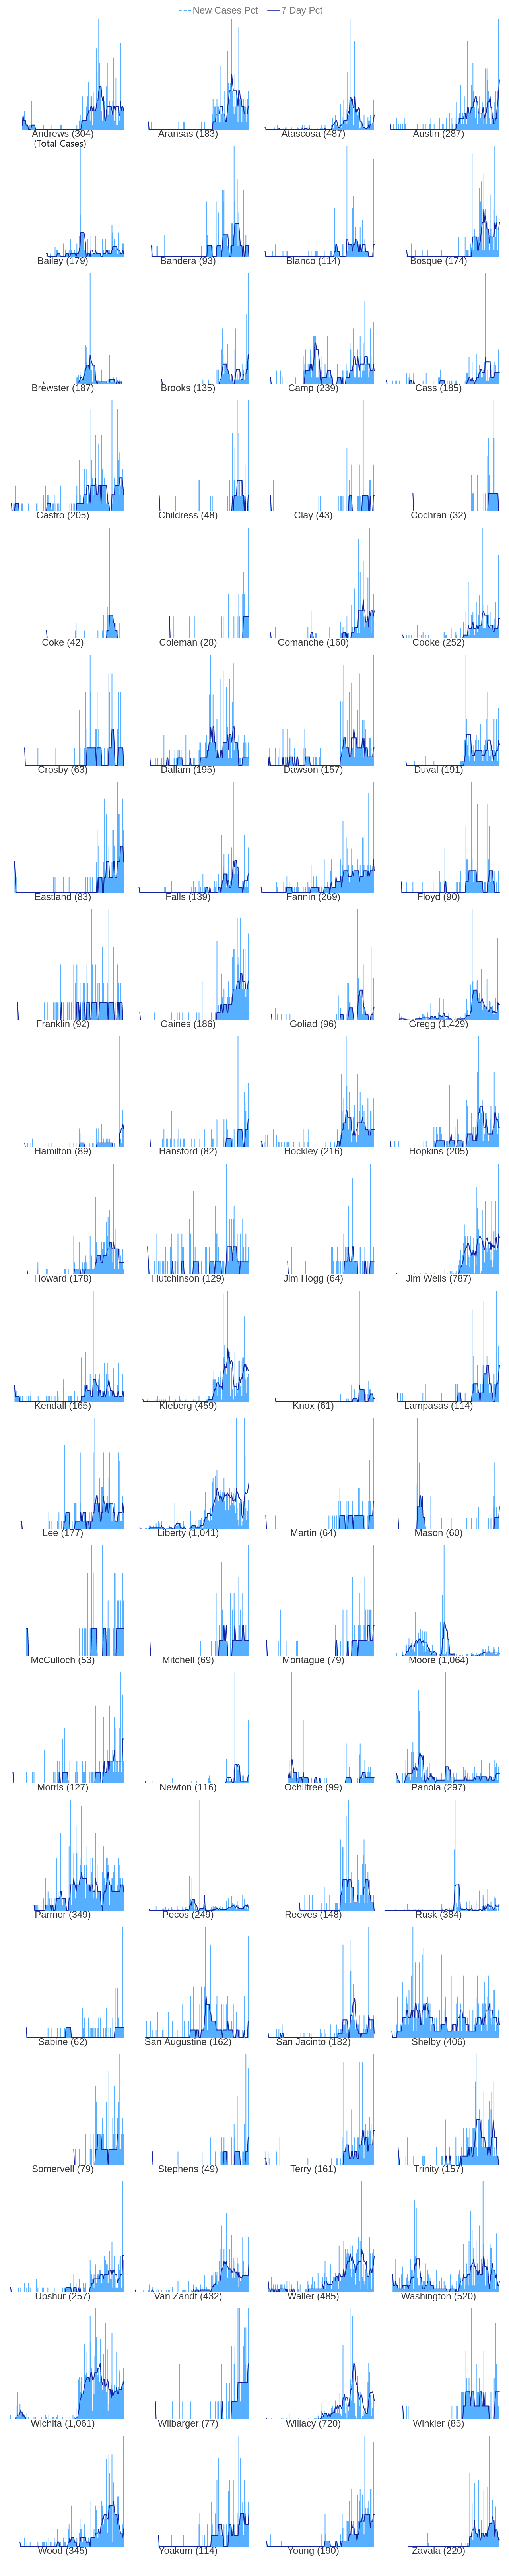 New Cases Pct 7 Day Pct
Andrews (304) Aransas (183) Atascosa (487) Austin (287)
(Total Cases)
Bailey (179) Bandera (93) Blanco (114) Bosque (174)
Brewster (187) Brooks (135) Camp (239) Cass (185)
Castro (205) Childress (48) Clay (43) Cochran (32)
Coke (42) Coleman (28) Comanche (160) Cooke (252)
Crosby (63) Dallam (195) Dawson (157) Duval (191)
Eastland (83) Falls (139) Fannin (269) Floyd (90)
Franklin (92) Gaines (186) Goliad (96) Gregg (1,429)
Hamilton (89) Hansford (82) Hockley (216) Hopkins (205)
Howard (178) Hutchinson (129) Jim Hogg (64) Jim Wells (787)
Kendall (165) Kleberg (459) Knox (61) Lampasas (114)
Lee (177) Liberty (1,041) Martin (64) Mason (60)
McCulloch (53) Mitchell (69) Montague (79) Moore (1,064)
Morris (127) Newton (116) Ochiltree (99) Panola (297)
Parmer (349) Pecos (249) Reeves (148) Rusk (384)
Sabine (62) San Augustine (162) San Jacinto (182) Shelby (406)
Somervell (79) Stephens (49) Terry (161) Trinity (157)
Upshur (257) Van Zandt (432) Waller (485) Washington (520)
Wichita (1,061) Wilbarger (77) Willacy (720) Winkler (85)
Wood (345) Yoakum (114) Young (190) Zavala (220)